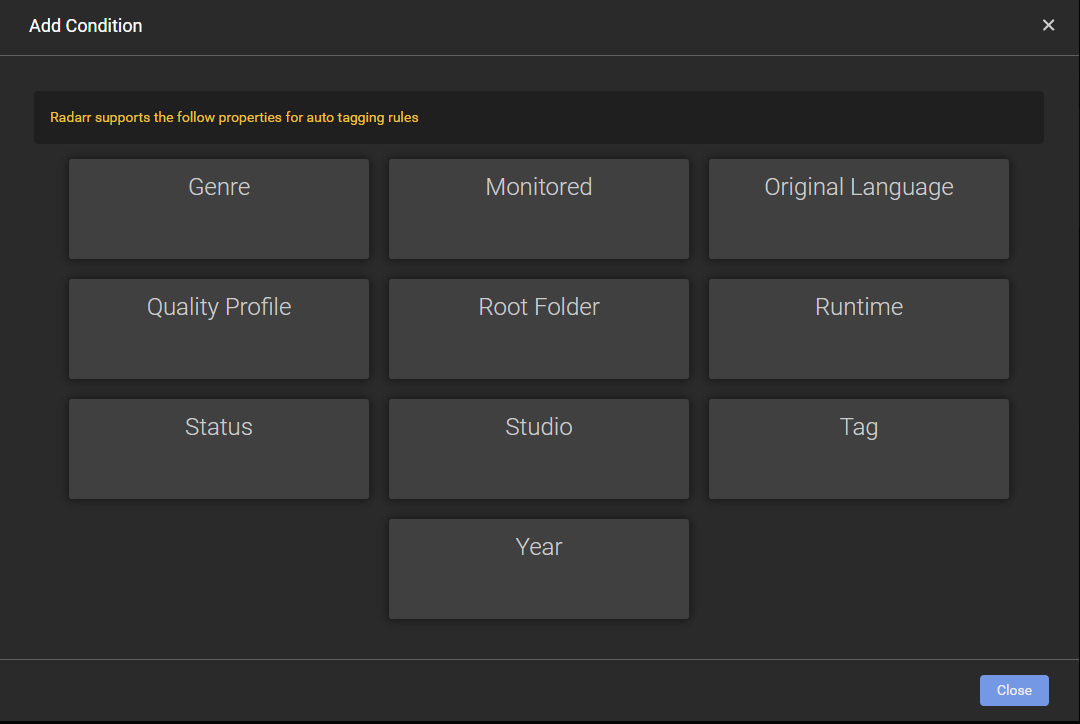 Add Condition
×
Radarr supports the follow properties for auto tagging rules
Genre
Monitored
Original Language
Quality Profile
Root Folder
Runtime
Status
Studio
Tag
Year
Close